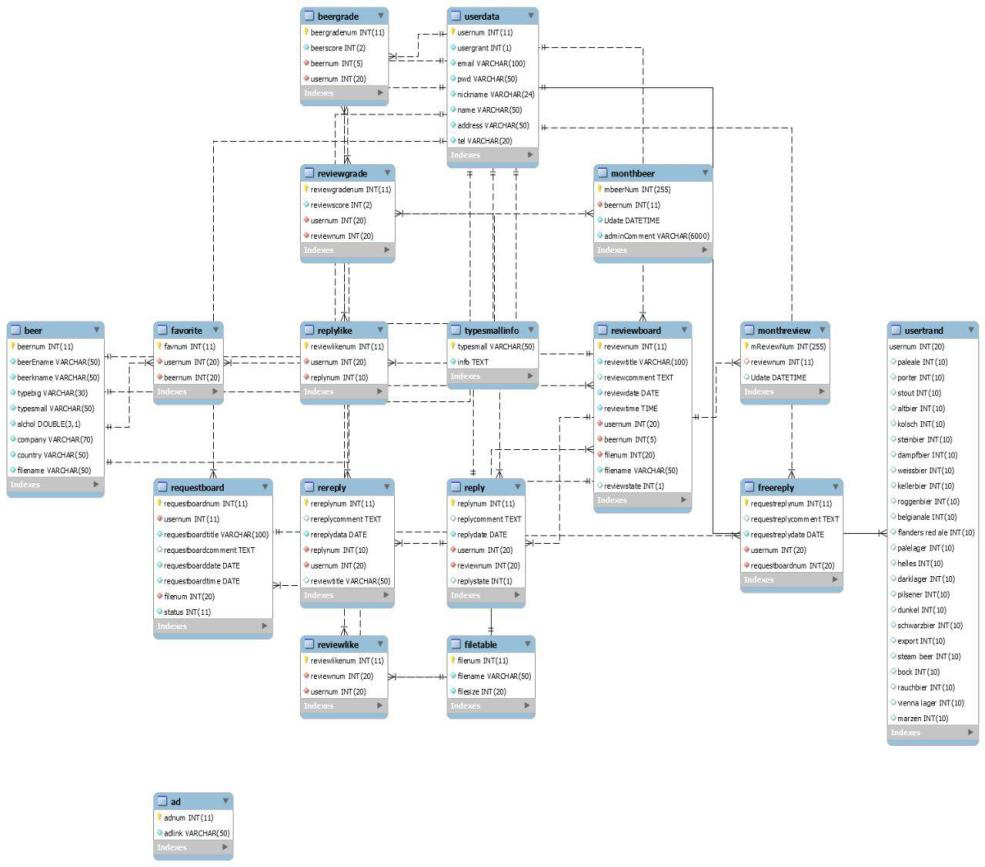 beergrade
beergradenum INT(11)
beerscore INT(2)
beernum INT(5)
usernum INT(20)
Indexes
userdata
usernum INT(11)
usergrant INT(1)
email VARCHAR(100)
pwd VARCHAR(50)
nickname VARCHAR(24)
name VARCHAR(50)
address VARCHAR(50)
tel VARCHAR(20)
Indexes
reviewgrade
reviewgradenum INT(11)
reviewscore INT(2)
usernum INT(20)
reviewnum INT(20)
Indexes
monthbeer
mbeerNum INT(255)
beernum INT(11)
Udate DATETIME
adminComment VARCHAR(6000)
Indexes
beer
beernum INT(11)
beerEname VARCHAR(50)
beerkname VARCHAR(50)
typebig VARCHAR(30)
typesmall VARCHAR(50)
alchol DOUBLE(3,1)
company VARCHAR(70)
country VARCHAR(50)
filename VARCHAR(50)
Indexes
favorite
favnum INT(11)
usernum INT(20)
beernum INT(20)
Indexes
replylike
reviewlikenum INT(11)
usernum INT(20)
replynum INT(10)
Indexes
typesmallinfo
typesmall VARCHAR(50)
info TEXT
Indexes
reviewboard
reviewnum INT(11)
reviewtitle VARCHAR(100)
reviewcomment TEXT
reviewdate DATE
reviewtime TIME
usernum INT(20)
beernum INT(5)
filenum INT(20)
filename VARCHAR(50)
reviewstate INT(1)
Indexes
monthreview
mReviewNum INT(255)
reviewnum INT(11)
Udate DATETIME
Indexes
usertrand
usernum INT(20)
paleale INT(10)
porter INT(10)
stout INT(10)
altbier INT(10)
kolsch INT(10)
steinbier INT(10)
dampfbier INT(10)
weissbier INT(10)
kellerbier INT(10)
roggenbier INT(10)
belgianale INT(10)
flanders red ale INT(10)
palelager INT(10)
helles INT(10)
darklager INT(10)
pilsener INT(10)
dunkel INT(10)
schwarzbier INT(10)
export INT(10)
steam beer INT(10)
bock INT(10)
rauchbier INT(10)
vienna lager INT(10)
marzen INT(10)
Indexes
requestboard
requestboardnum INT(11)
usernum INT(11)
requestboardtitle VARCHAR(100)
requestboardcomment TEXT
requestboarddate DATE
requestboardtime DATE
filenum INT(20)
status INT(11)
Indexes
rereply
rereplynum INT(11)
rereplycomment TEXT
rereplydata DATE
replynum INT(10)
usernum INT(20)
reviewtitle VARCHAR(50)
Indexes
reply
replynum INT(11)
replycomment TEXT
replydate DATE
usernum INT(20)
reviewnum INT(20)
replystate INT(1)
Indexes
freereply
requestreplynum INT(11)
requestreplycomment TEXT
requestreplydate DATE
usernum INT(20)
requestboardnum INT(20)
Indexes
reviewlike
reviewlikenum INT(11)
reviewnum INT(20)
usernum INT(20)
Indexes
filetable
filenum INT(11)
filename VARCHAR(50)
filesize INT(20)
Indexes
ad
adnum INT(11)
adlink VARCHAR(50)
Indexes